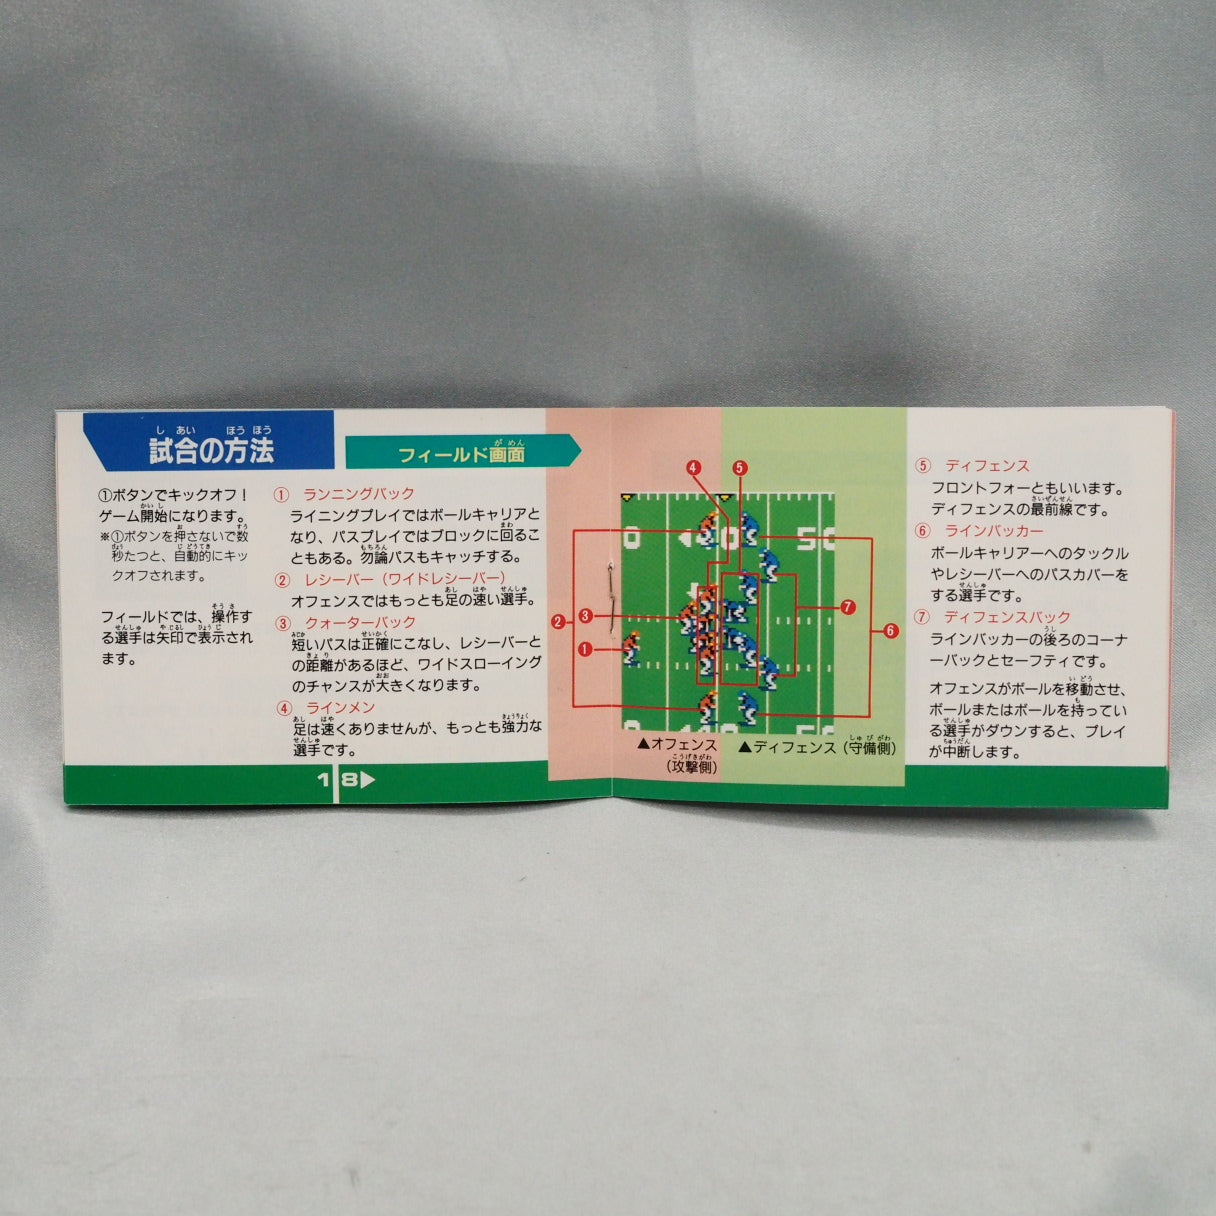 試合の方法
フィールド画面
①ボタンでキックオフ！
ゲーム開始になります。
※①ボタンを押さないで数
秒たつと、自動的にキッ
クオフされます。
フィールドでは、操作す
る選手は矢印で表示され
ます。
① ランニングバック
ライニングプレイではボールキャリアと
なり、パスプレイではブロックに回るこ
ともある。勿論パスもキャッチする。
② レシーバー（ワイドレシーバー）
オフェンスではもっとも足の速い選手。
③ クォーターバック
短いパスは正確にこなし、レシーバーと
の距離があるほど、ワイドスローイング
のチャンスが大きくなります。
④ ラインメン
足は速くありませんが、もっとも強力な
選手です。
18▶
④ ⑤
0 ◀40 50
② ③ ① ⑦ ⑥
▲オフェンス
（攻撃側）
▲ディフェンス（守備側）
⑤ ディフェンス
フロントフォーともいいます。
ディフェンスの最前線です。
⑥ ラインバッカー
ボールキャリアーへのタックル
やレシーバーへのパスカバーを
する選手です。
⑦ ディフェンスバック
ラインバッカーの後ろのコーナ
ーバックとセーフティです。
オフェンスがボールを移動させ、
ボールまたはボールを持ってい
る選手がダウンすると、プレイ
が中断します。